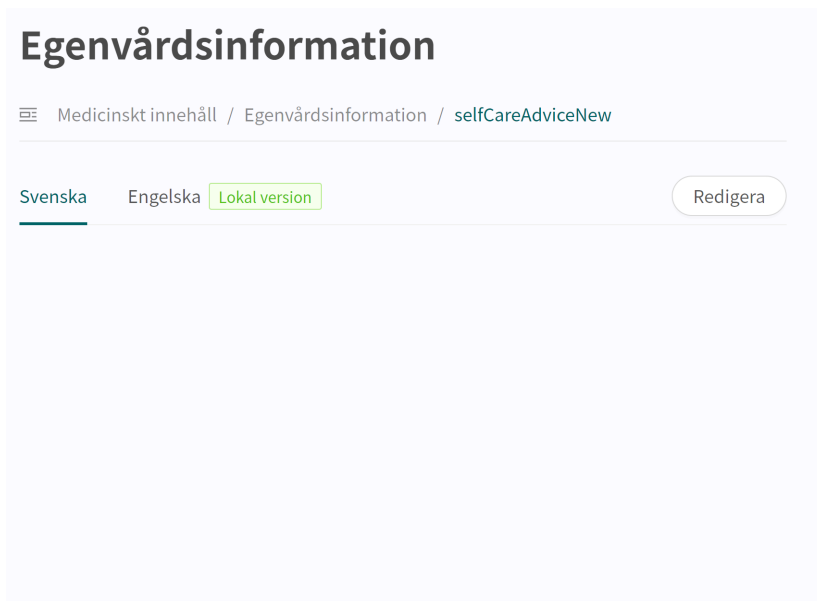 Egenvårdsinformation
Medicinskt innehåll / Egenvårdsinformation / selfCareAdviceNew
Svenska Engelska Lokal version Redigera